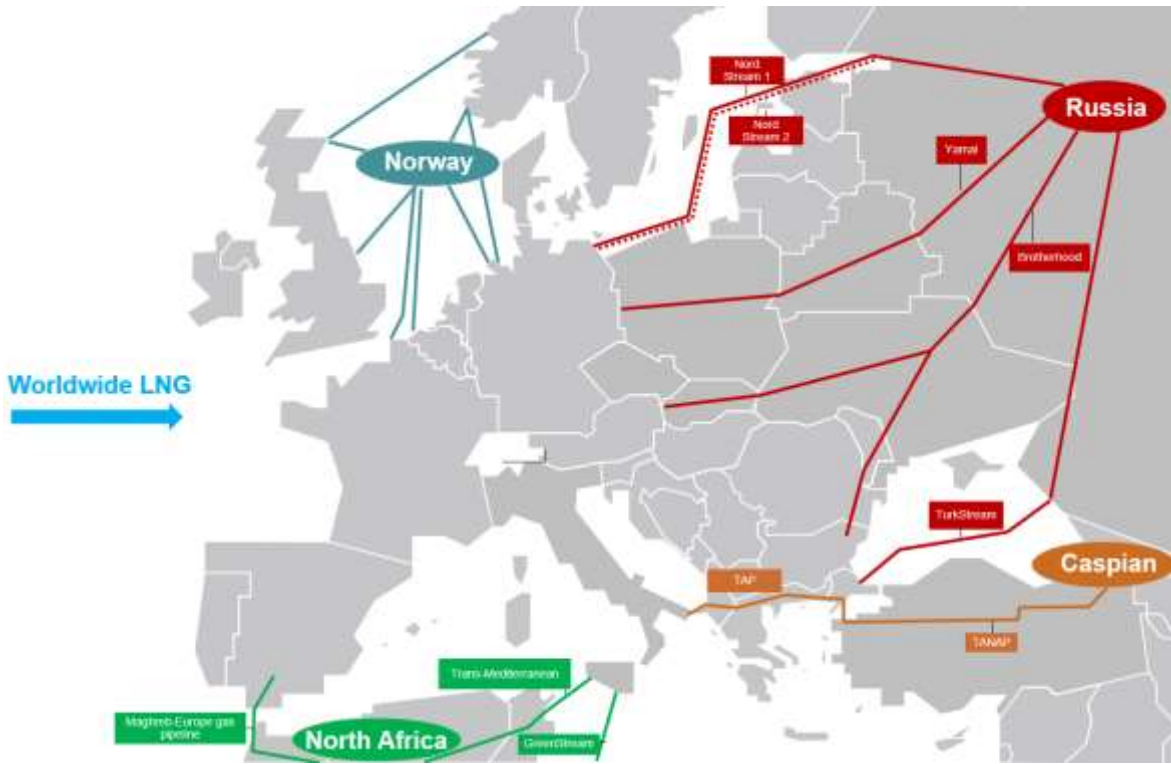 Nord
Stream 1
Nord
Stream 2
Russia
Norway
Yamal
Brotherhood
Worldwide LNG
TurkStream
Caspian
TAP
TANAP
Trans-Mediterranean
Maghreb-Europe gas
pipeline
North Africa
GreenStream